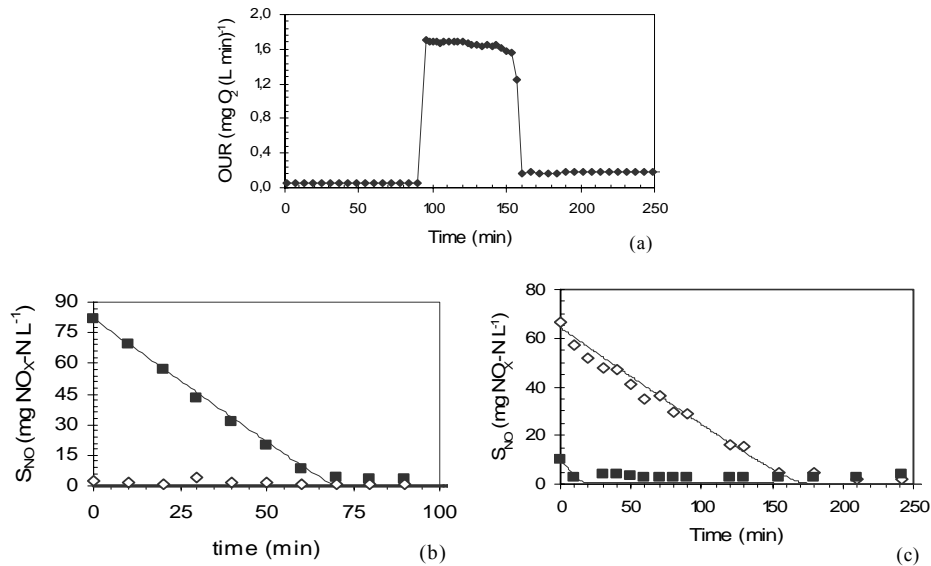 2,0
1,6
1,2
0,8
0,4
0,0
OUR (mg O2 (L min)-1)
0 50 100 150 200 250
Time (min)
(a)
90
75
60
45
30
15
0
SNO (mg NOX-N L-1)
0 25 50 75 100
time (min)
(b)
80
60
40
20
0
SNO (mg NOX-N L-1)
0 50 100 150 200 250
Time (min)
(c)